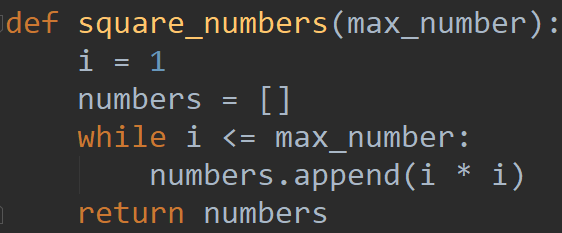 def square_numbers(max_number):
    i = 1
    numbers = []
    while i <= max_number:
        numbers.append(i * i)
    return numbers